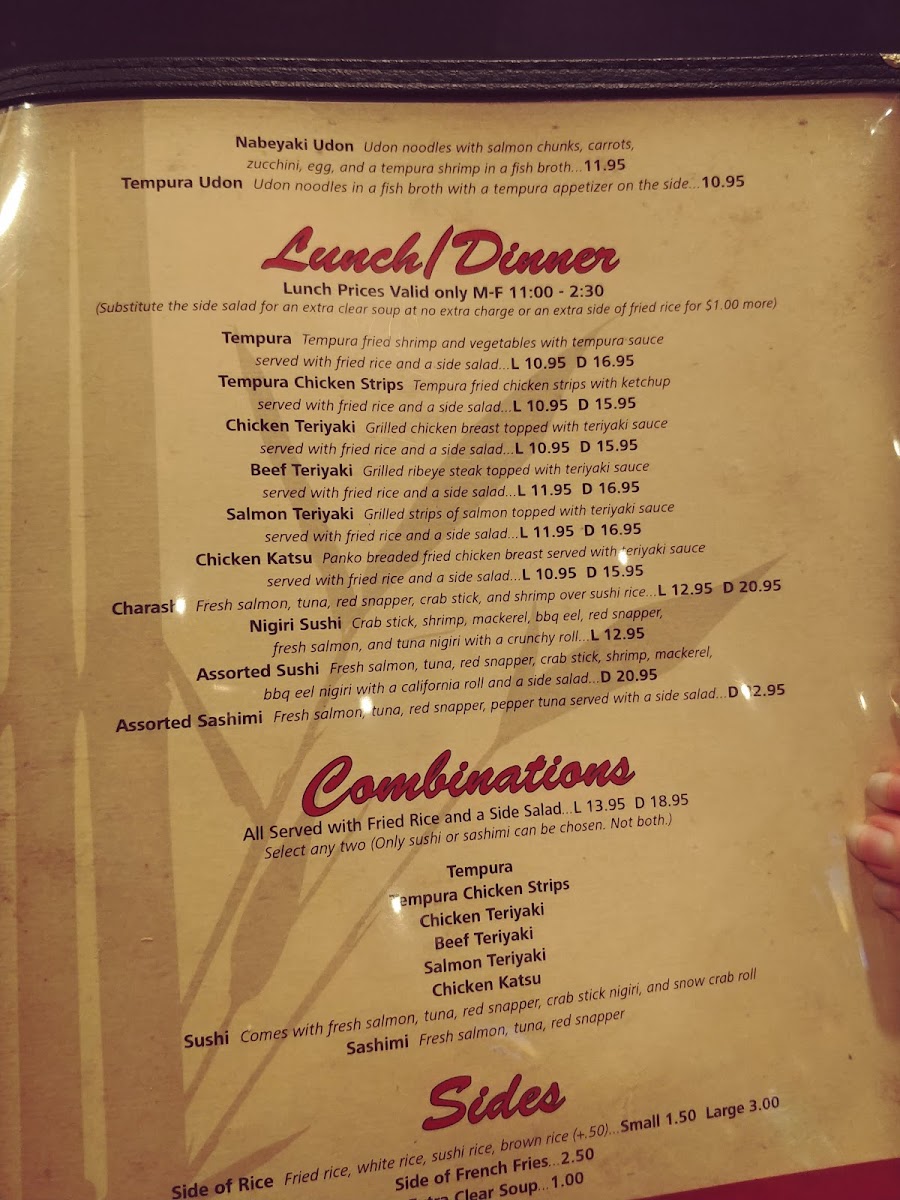 Nabeyaki Udon Udon noodles with salmon chunks, carrots,
zucchini, egg, and a tempura shrimp in a fish broth...11.95
Tempura Udon Udon noodles in a fish broth with a tempura appetizer on the side...10.95
Lunch/Dinner
Lunch Prices Valid only M-F 11:00 - 2:30
(Substitute the side salad for an extra clear soup at no extra charge or an extra side of fried rice for $1.00 more)
Tempura Tempura fried shrimp and vegetables with tempura sauce
served with fried rice and a side salad...L 10.95 D 16.95
Tempura Chicken Strips Tempura fried chicken strips with ketchup
served with fried rice and a side salad...L 10.95 D 15.95
Chicken Teriyaki Grilled chicken breast topped with teriyaki sauce
served with fried rice and a side salad...L 10.95 D 15.95
Beef Teriyaki Grilled ribeye steak topped with teriyaki sauce
served with fried rice and a side salad...L 11.95 D 16.95
Salmon Teriyaki Grilled strips of salmon topped with teriyaki sauce
served with fried rice and a side salad...L 11.95 D 16.95
Chicken Katsu Panko breaded fried chicken breast served with teriyaki sauce
served with fried rice and a side salad...L 10.95 D 15.95
Fresh salmon, tuna, red snapper, crab stick, and shrimp over sushi rice...L 12.95 D 20.95
Nigiri Sushi Crab stick, shrimp, mackerel, bbq eel, red snapper,
fresh salmon, and tuna nigiri with a crunchy roll...L 12.95
Assorted Sushi Fresh salmon, tuna, red snapper, crab stick, shrimp, mackerel,
bbq eel nigiri with a california roll and a side salad...D 20.95
Assorted Sashimi Fresh salmon, tuna, red snapper, pepper tuna served with a side salad...D
Combinations
All Served with Fried Rice and a Side Salad...L 13.95 D 18.95
Select any two (Only sushi or sashimi can be chosen. Not both.)
Tempura
Tempura Chicken Strips
Chicken Teriyaki
Beef Teriyaki
Salmon Teriyaki
Chicken Katsu
Sushi Comes with fresh salmon, tuna, red snapper, crab stick nigiri, and snow crab roll
Sashimi Fresh salmon, tuna, red snapper
Sides
Side of Rice Fried rice, white rice, sushi rice, brown rice (+.50)...Small 1.50 Large 3.00
Side of French Fries...2.50
Extra Clear Soup...1.00